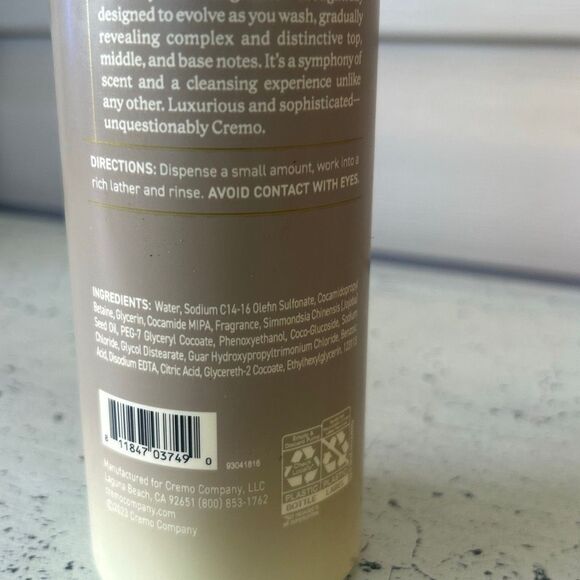 designed to evolve as you wash, gradually
revealing complex and distinctive top,
middle, and base notes. It's a symphony of
scent and a cleansing experience unlike
any other. Luxurious and sophisticated—
unquestionably Cremo.
DIRECTIONS: Dispense a small amount, work into a
rich lather and rinse. AVOID CONTACT WITH EYES.
INGREDIENTS: Water, Sodium C14-16 Olefin Sulfonate, Cocamidopropyl
Betaine, Glycerin, Cocamide MIPA, Fragrance, Simmondsia Chinensis (Jojoba)
Seed Oil, PEG-7 Glyceryl Cocoate, Phenoxyethanol, Coco-Glucoside, Sodium
Chloride, Glycol Distearate, Guar Hydroxypropyltrimonium Chloride, Benzoic
Acid, Disodium EDTA, Citric Acid, Glycereth-2 Cocoate, Ethylhexylglycerin. 120115
8 11847 03749 0
93041816
Manufactured for Cremo Company, LLC
Laguna Beach, CA 92651 (800) 853-1762
cremocompany.com
©2023 Cremo Company
PLASTIC
BOTTLE
PLASTIC
LABEL